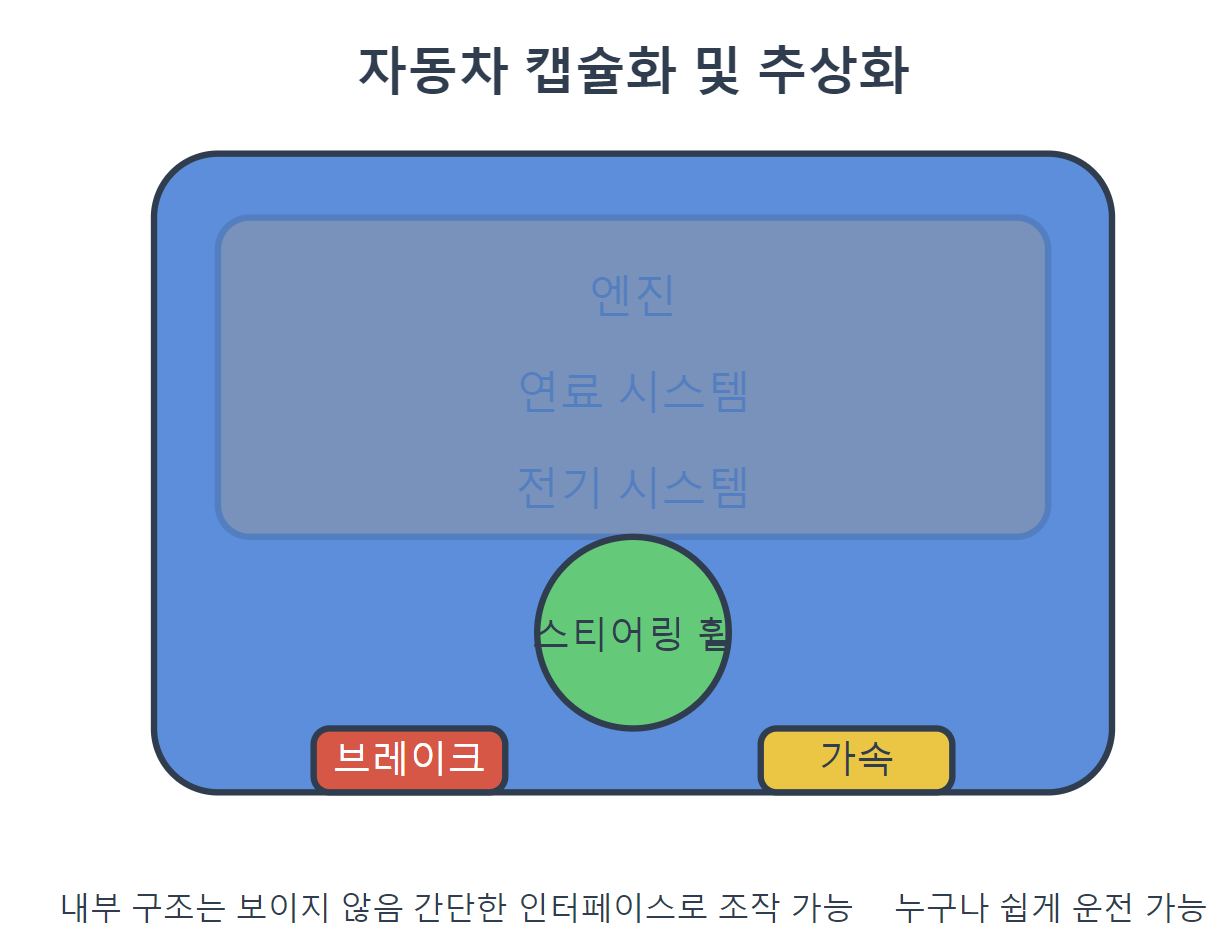 자동차 캡슐화 및 추상화
엔진
연료 시스템
전기 시스템
스티어링 휠
브레이크
가속
내부 구조는 보이지 않음 간단한 인터페이스로 조작 가능 누구나 쉽게 운전 가능